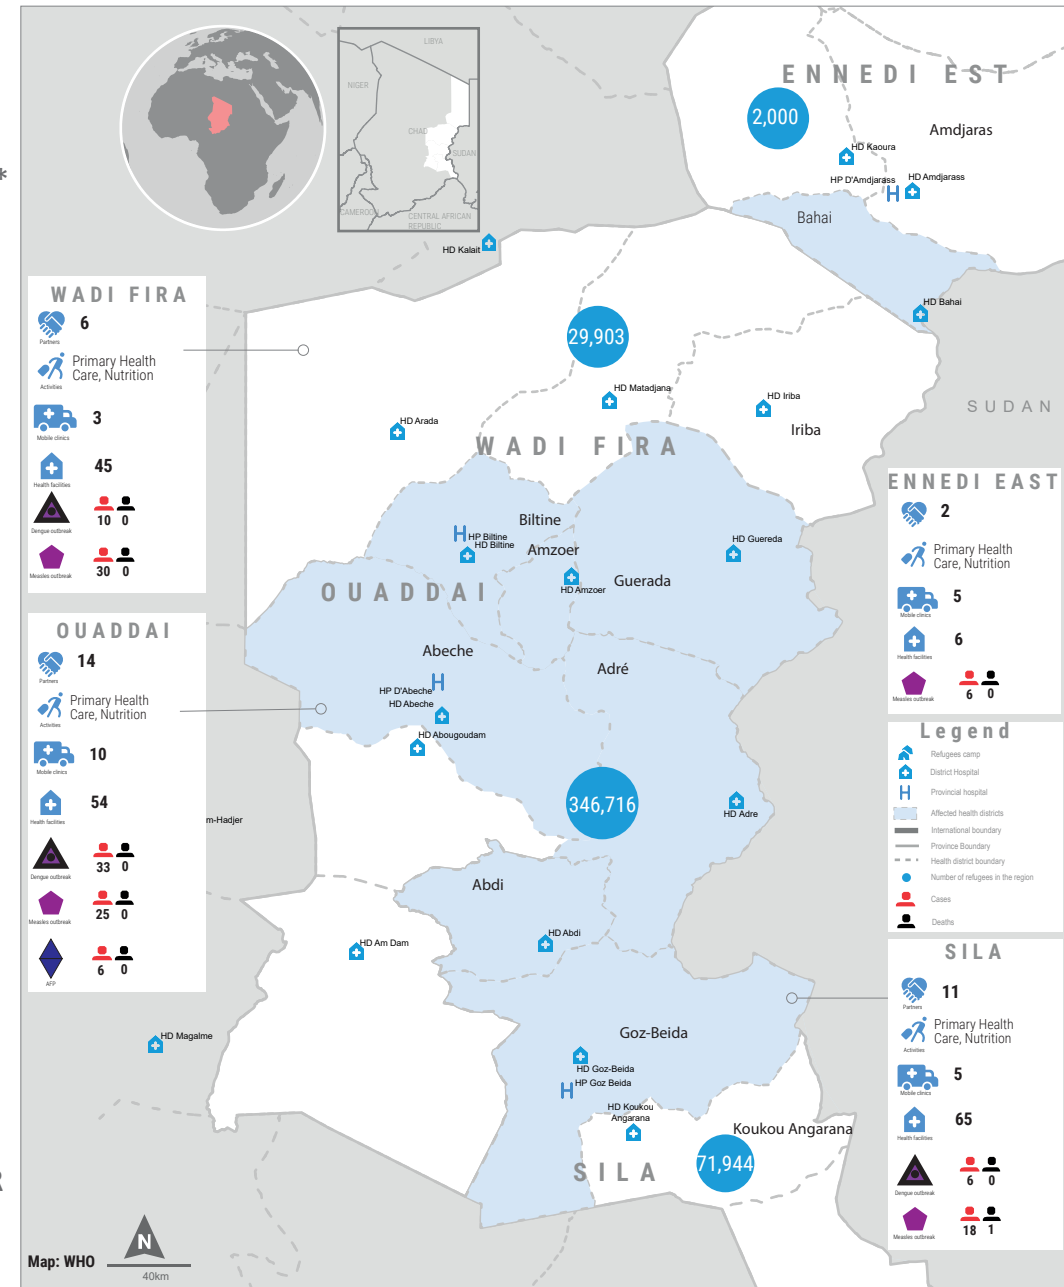 *
LIBYA
NIGER
CHAD
SUDAN
CAMEROON
CENTRAL AFRICAN
REPUBLIC
ENNEDI EST
2,000
Amdjaras
HD Kaoura
HP D'Amdjarass
HD Amdjarass
Bahai
HD Kalait
HD Bahai
SUDAN
WADI FIRA
6
Partners
Primary Health
Care, Nutrition
Activities
3
Mobile clinics
45
Health facilities
10 0
Dengue outbreak
30 0
Measles outbreak
29,903
HD Matadjana
HD Iriba
Iriba
HD Arada
WADI FIRA
Biltine
HP Biltine
HD Biltine
Amzoer
HD Guereda
HD Amzoer
Guerada
OUADDAI
Abeche
Adré
HP D'Abeche
HD Abeche
HD Abougoudam
346,716
HD Adre
m-Hadjer
Abdi
HD Abdi
HD Am Dam
HD Magalme
Goz-Beida
HD Goz-Beida
HP Goz Beida
HD Koukou
Angarana
Koukou Angarana
71,944
SILA
OUADDAI
14
Partners
Primary Health
Care, Nutrition
Activities
10
Mobile clinics
54
Health facilities
33 0
Dengue outbreak
25 0
Measles outbreak
6 0
AFP
ENNEDI EAST
2
Primary Health
Care, Nutrition
5
Mobile clinics
6
Health facilities
6 0
Measles outbreak
Legend
Refugees camp
District Hospital
Provincial hospital
Affected health districts
International boundary
Province Boundary
Health district boundary
Number of refugees in the region
Cases
Deaths
SILA
11
Partners
Primary Health
Care, Nutrition
Activities
5
Mobile clinics
65
Health facilities
6 0
Dengue outbreak
18 1
Measles outbreak
R
N
Map: WHO
40km